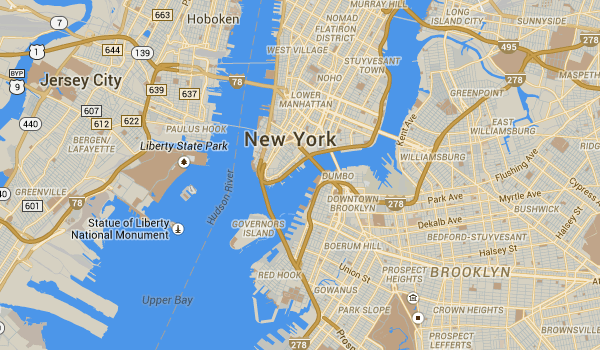 MURRAY HILL
LONG
ISLAND CITY
SUNNYSIDE
663
Hoboken
NOMAD
FLATIRON
DISTRICT
7
1
644
139
WEST VILLAGE
495
278
STUYVESANT
TOWN
BYP
9
Jersey City
639
637
78
NOHO
278
MASPETH
LOWER
MANHATTAN
GREENPOINT
607
612
622
440
PAULUS HOOK
Kent Ave
EAST
WILLIAMSBURG
BERGEN/
LAFAYETTE
Liberty State Park
New York
RIDGE
WILLIAMSBURG
Flushing Ave
GREENVILLE
601
78
Hudson River
DUMBO
DOWNTOWN
BROOKLYN
278
Park Ave
Myrtle Ave
Cypress A
BUSHWICK
Statue of Liberty
National Monument
GOVERNORS
ISLAND
Dekalb Ave
BEDFORD-STUYVESANT
Halsey St
Halsey St
BOERUM HILL
RED HOOK
Union St
PROSPECT
HEIGHTS
BROOKLYN
At
Upper Bay
GOWANUS
PARK SLOPE
CROWN HEIGHTS
BROWNSVILLE
Prosp
PROSPECT
LEFFERTS